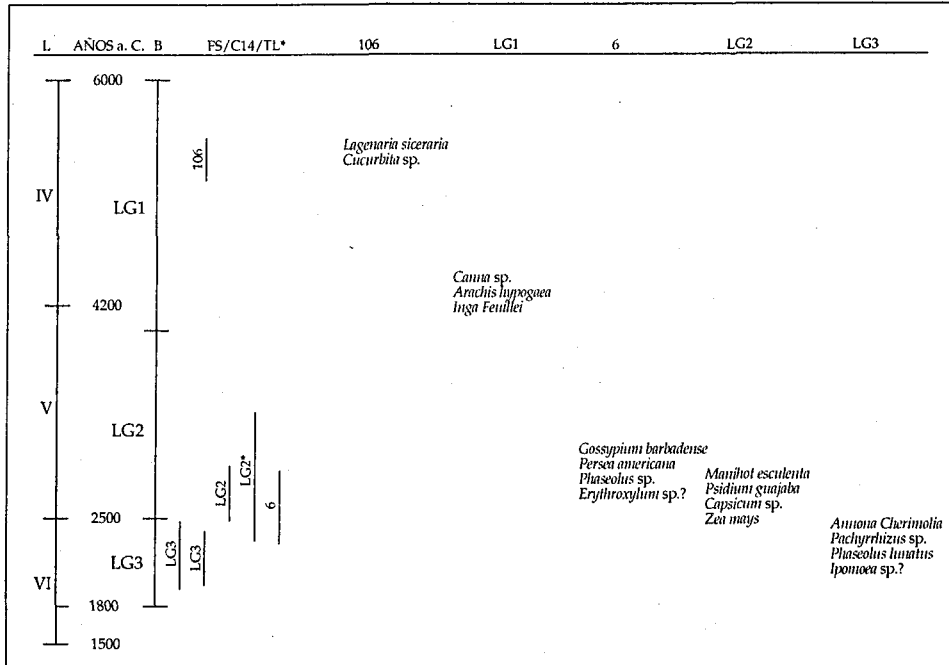 L AÑOS a. C. B FS/C14/TL* 106 LG1 6 LG2 LG3
6000
106
Lagenaria siceraria
Cucurbita sp.
IV
LG1
Canna sp.
Arachis hypogaea
Inga Feuillei
4200
V
LG2
LG2
LG2*
6
Gossypium barbadense
Persea americana
Phaseolus sp.
Erythroxylum sp.?
Manihot esculenta
Psidium guajaba
Capsicum sp.
Zea mays
2500
LG3
LG3
LG3
Annona Cherimolia
Pachyrrhizus sp.
Phaseolus lunatus
Ipomoea sp.?
VI
1800
1500